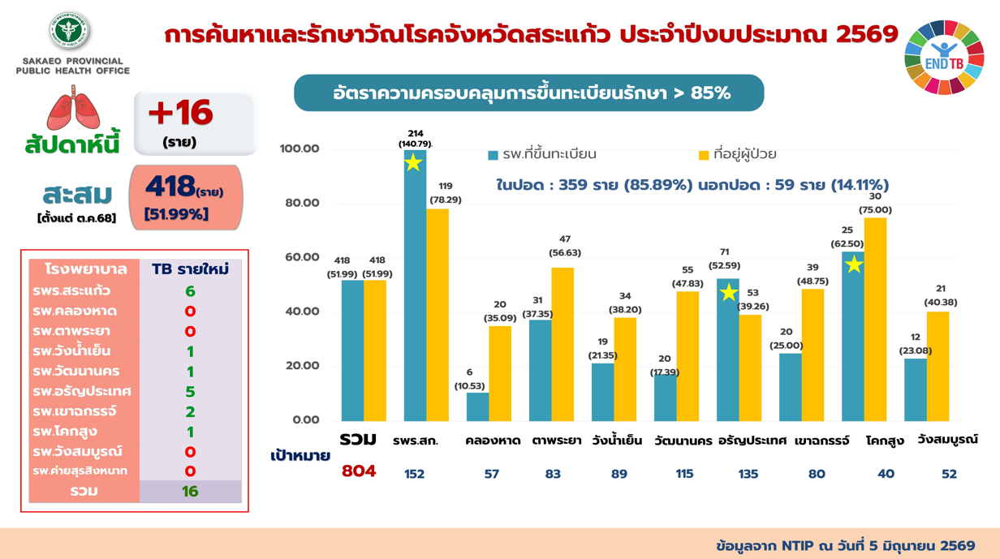 การค้นหาและรักษาวัณโรคจังหวัดสระแก้ว ประจำปีงบประมาณ 2569
SAKAEO PROVINCIAL
PUBLIC HEALTH OFFICE
END TB
อัตราความครอบคลุมการขึ้นทะเบียนรักษา > 85%
สัปดาห์นี้
+16
(ราย)
สะสม
[ตั้งแต่ ต.ค.68]
418(ราย)
[51.99%]
โรงพยาบาล TB รายใหม่
รพร.สระแก้ว 6
รพ.คลองหาด 0
รพ.ตาพระยา 0
รพ.วังน้ำเย็น 1
รพ.วัฒนานคร 1
รพ.อรัญประเทศ 5
รพ.เขาฉกรรจ์ 2
รพ.โคกสูง 1
รพ.วังสมบูรณ์ 0
รพ.ค่ายสุรสิงหนาท 0
รวม 16
รพ.ที่ขึ้นทะเบียน ที่อยู่ผู้ป่วย
ในปอด : 359 ราย (85.89%) นอกปอด : 59 ราย (14.11%)
100.00
80.00
60.00
40.00
20.00
0.00
418 (51.99) 418 (51.99)
214 (140.79). 119 (78.29)
6 (10.53) 20 (35.09)
31 (37.35) 47 (56.63)
19 (21.35) 34 (38.20)
20 (17.39) 55 (47.83)
71 (52.59) 53 (39.26)
20 (25.00) 39 (48.75)
25 (62.50) 30 (75.00)
12 (23.08) 21 (40.38)
รวม รพร.สก. คลองหาด ตาพระยา วังน้ำเย็น วัฒนานคร อรัญประเทศ เขาฉกรรจ์ โคกสูง วังสมบูรณ์
เป้าหมาย 804 152 57 83 89 115 135 80 40 52
ข้อมูลจาก NTIP ณ วันที่ 5 มิถุนายน 2569